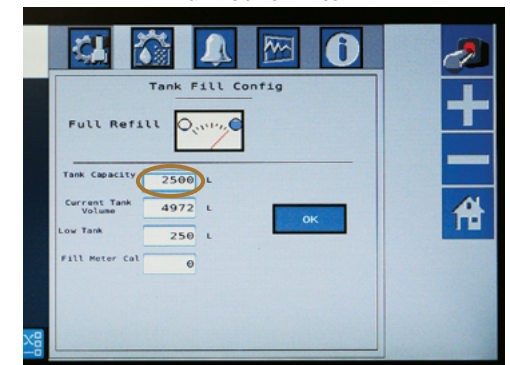 Tank Fill Config
Full Refill
Tank Capacity 2500 L
Current Tank
Volume 4972 L
Low Tank 250 L
OK
Fill Meter Cal 0